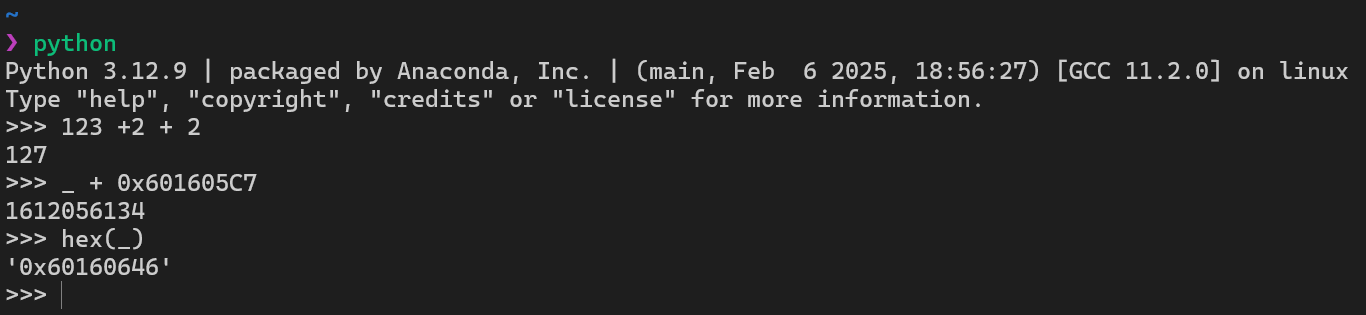 ~
❯ python
Python 3.12.9 | packaged by Anaconda, Inc. | (main, Feb  6 2025, 18:56:27) [GCC 11.2.0] on linux
Type "help", "copyright", "credits" or "license" for more information.
>>> 123 +2 + 2
127
>>> _ + 0x601605C7
1612056134
>>> hex(_)
'0x60160646'
>>>